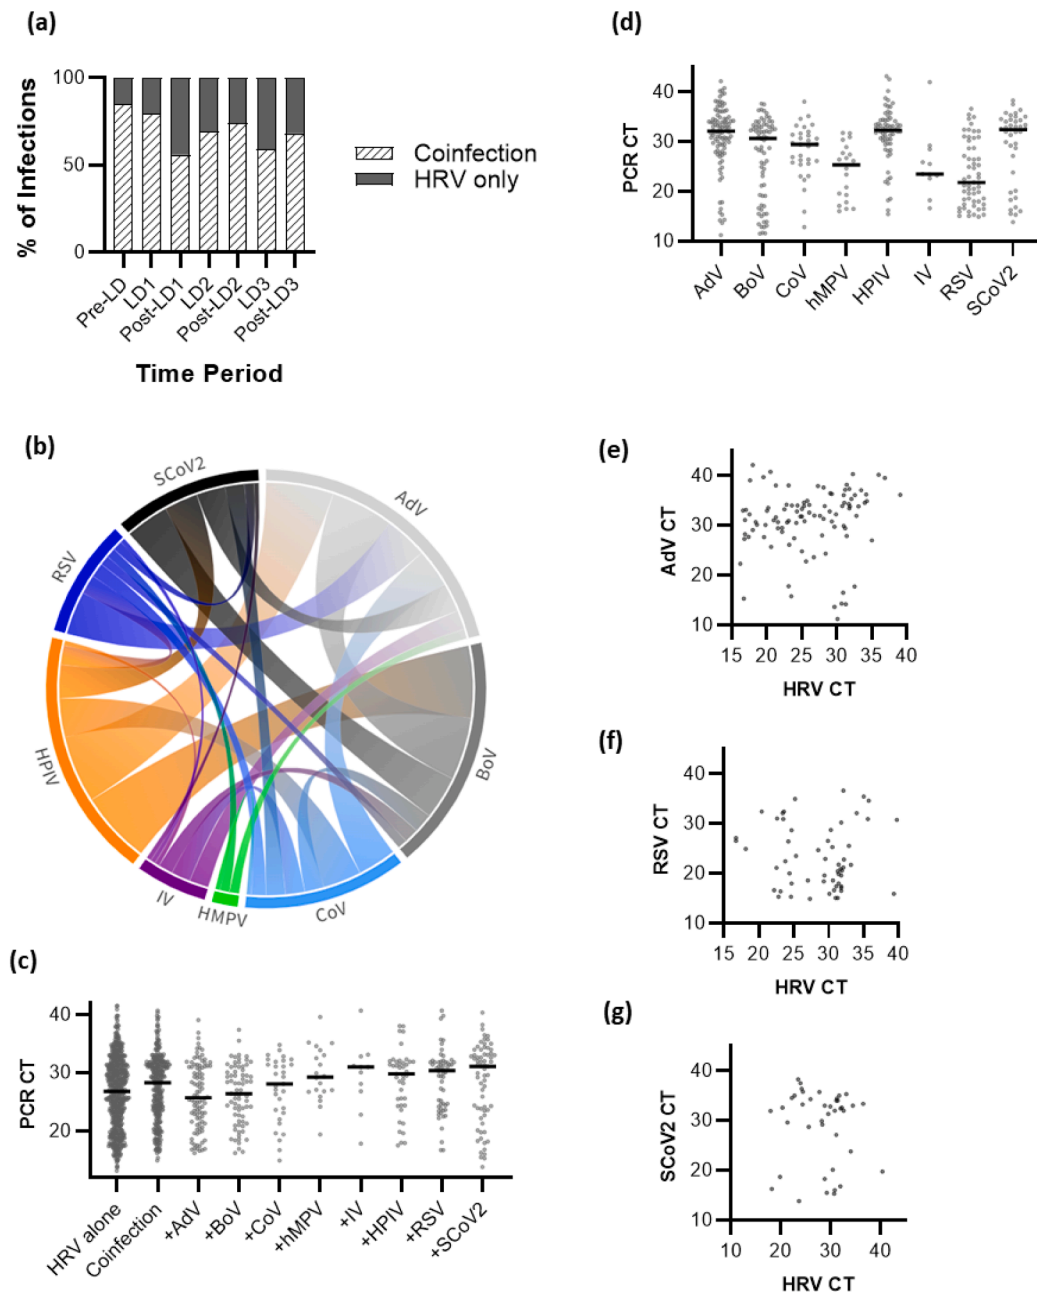 (a)
% of Infections
100
50
0
Pre-LD
LD1
Post-LD1
LD2
Post-LD2
LD3
Post-LD3
Time Period
Coinfection
HRV only
(b)
SCoV2
AdV
RSV
BoV
HPIV
IV
HMPV
CoV
(c)
PCR CT
40
30
20
HRV alone
Coinfection
+AdV
+BoV
+CoV
+hMPV
+IV
+HPIV
+RSV
+SCoV2
(d)
PCR CT
40
30
20
10
AdV
BoV
CoV
hMPV
HPIV
IV
RSV
SCoV2
(e)
AdV CT
40
30
20
10
15 20 25 30 35 40
HRV CT
(f)
RSV CT
40
30
20
10
15 20 25 30 35 40
HRV CT
(g)
SCoV2 CT
40
30
20
10
10 20 30 40
HRV CT